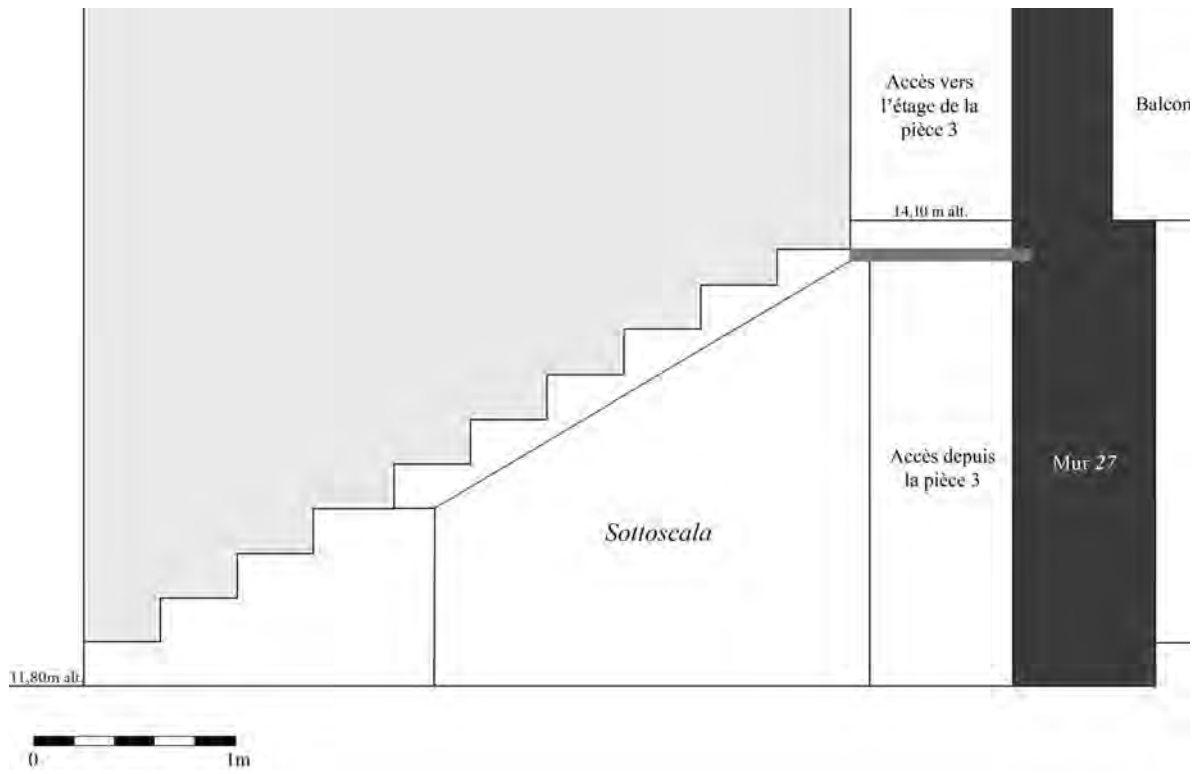 Accès vers
l'étage de la
pièce 3
Balcon
14,10 m alt.
Accès depuis
la pièce 3
Mur 27
Sottoscala
11,80m alt.
0 1m